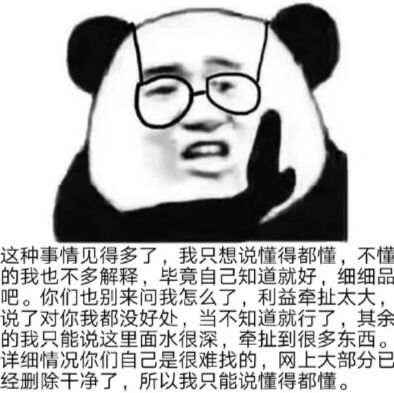 这种事情见得多了，我只想说懂得都懂，不懂
的我也不多解释，毕竟自己知道就好，细细品
吧。你们也别来问我怎么了，利益牵扯太大，
说了对你我都没好处，当不知道就行了，其余
的我只能说这里面水很深，牵扯到很多东西。
详细情况你们自己是很难找的，网上大部分已
经删除干净了，所以我只能说懂得都懂。